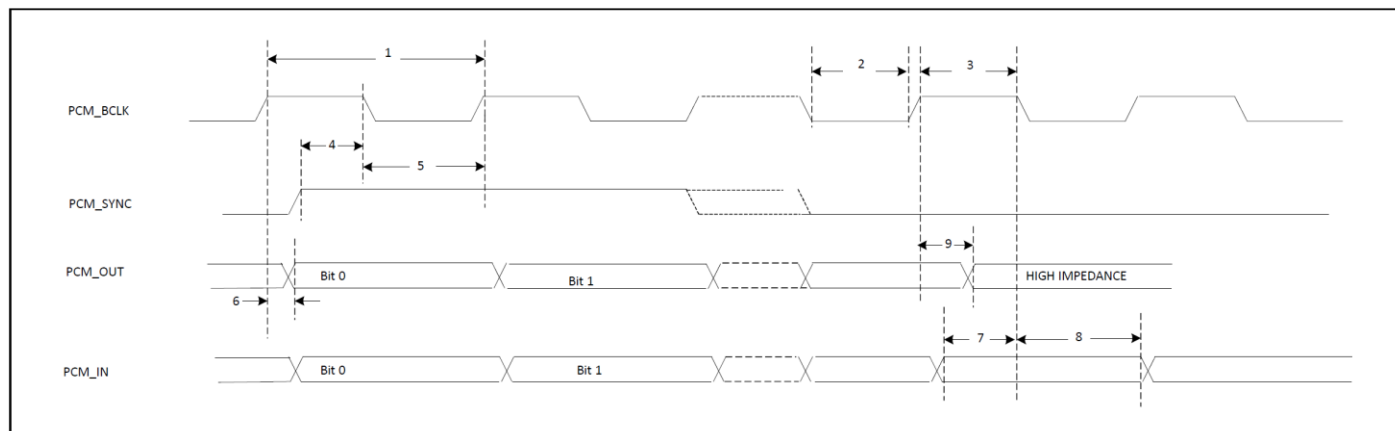 1
2
3
PCM_BCLK
4
5
PCM_SYNC
9
PCM_OUT
Bit 0
Bit 1
HIGH IMPEDANCE
6
7
8
PCM_IN
Bit 0
Bit 1